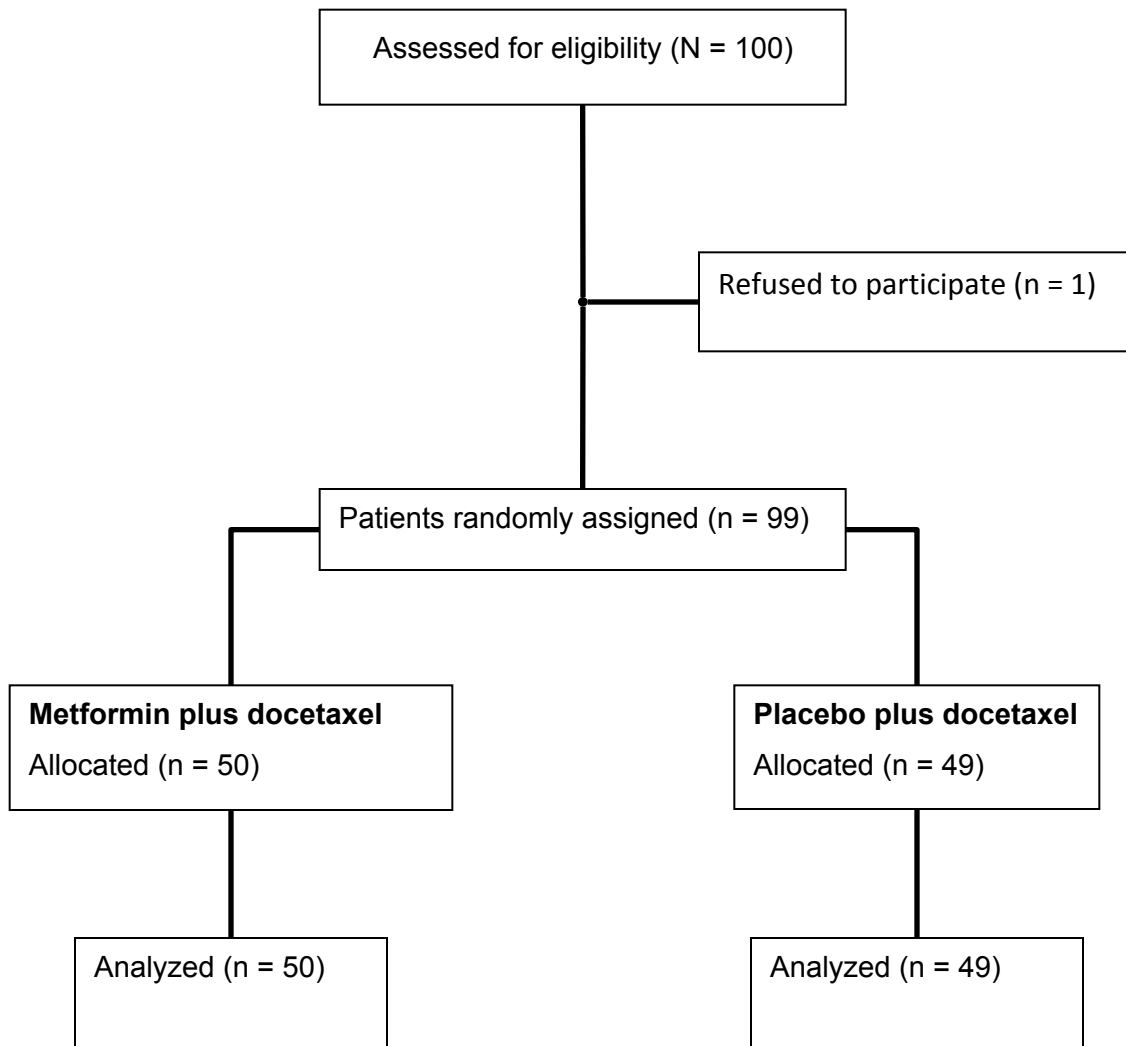 Assessed for eligibility (N = 100)
Refused to participate (n = 1)
Patients randomly assigned (n = 99)
Metformin plus docetaxel
Allocated (n = 50)
Placebo plus docetaxel
Allocated (n = 49)
Analyzed (n = 50)
Analyzed (n = 49)